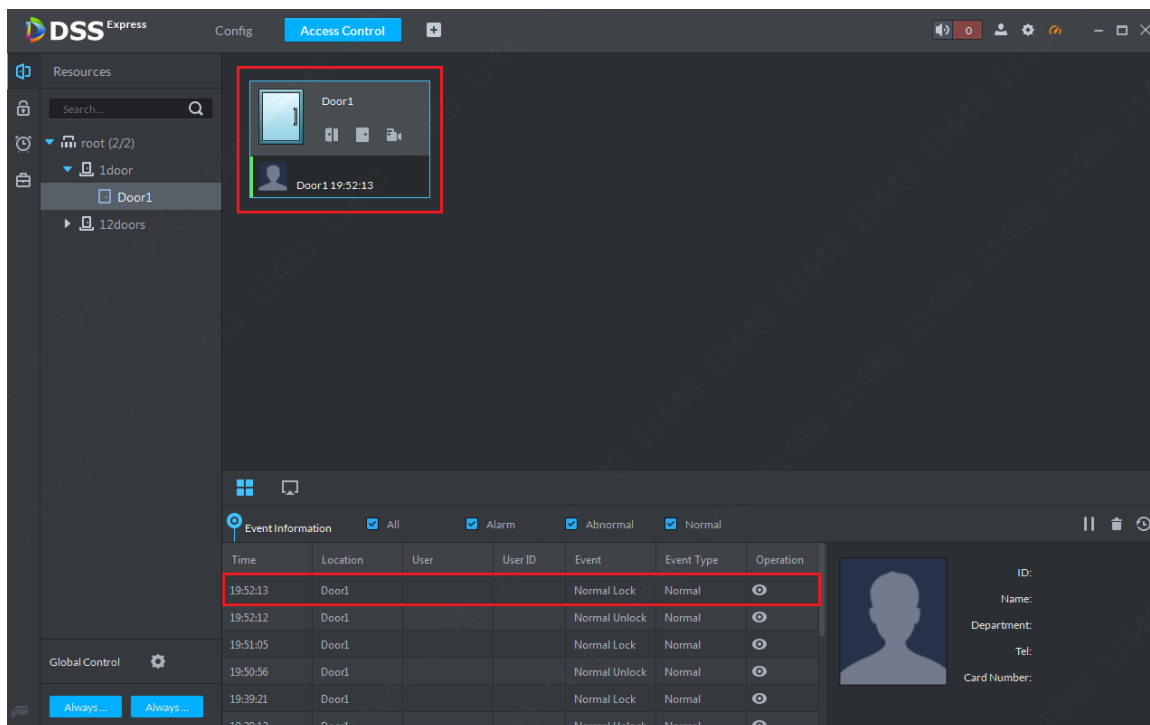 DSS Express
Config
Access Control
0
Resources
Search...
root (2/2)
1door
Door1
12doors
Global Control
Always...
Always...
Door1
Door1 19:52:13
Event Information
All
Alarm
Abnormal
Normal
Time Location User User ID Event Event Type Operation
19:52:13 Door1 Normal Lock Normal
19:52:12 Door1 Normal Unlock Normal
19:51:05 Door1 Normal Lock Normal
19:50:56 Door1 Normal Unlock Normal
19:39:21 Door1 Normal Lock Normal
ID:
Name:
Department:
Tel:
Card Number:
11443 11443